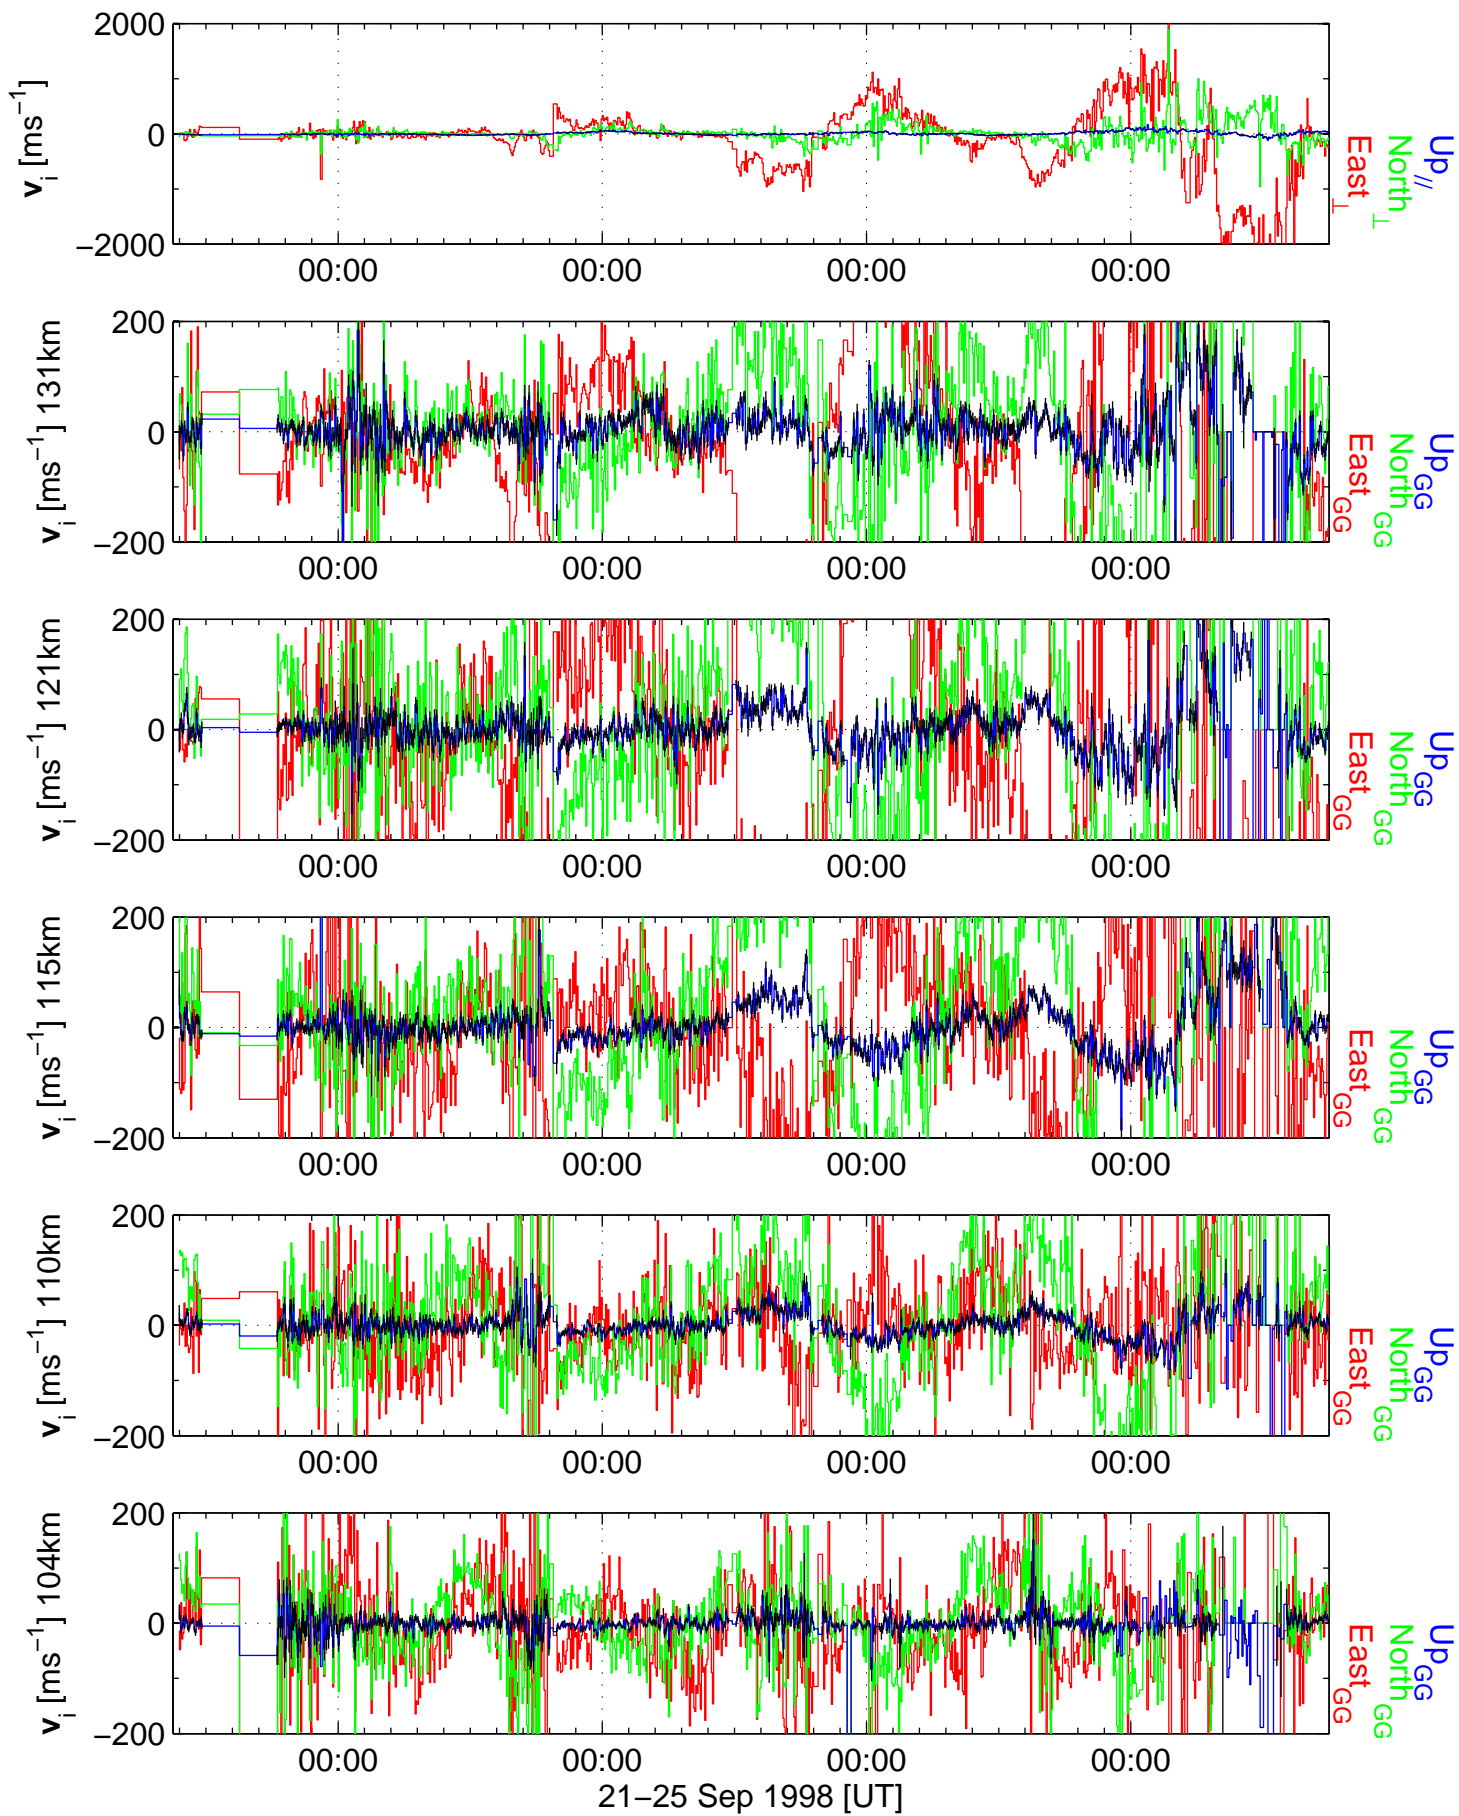 2000
0
−2000
v_i [ms^−1]
East_⊥
North_⊥
Up_//
00:00 00:00 00:00 00:00
200
0
−200
v_i [ms^−1] 131km
East_GG
North_GG
Up_GG
00:00 00:00 00:00 00:00
200
0
−200
v_i [ms^−1] 121km
East_GG
North_GG
Up_GG
00:00 00:00 00:00 00:00
200
0
−200
v_i [ms^−1] 115km
East_GG
North_GG
Up_GG
00:00 00:00 00:00 00:00
200
0
−200
v_i [ms^−1] 110km
East_GG
North_GG
Up_GG
00:00 00:00 00:00 00:00
200
0
−200
v_i [ms^−1] 104km
East_GG
North_GG
Up_GG
00:00 00:00 00:00 00:00
21−25 Sep 1998 [UT]